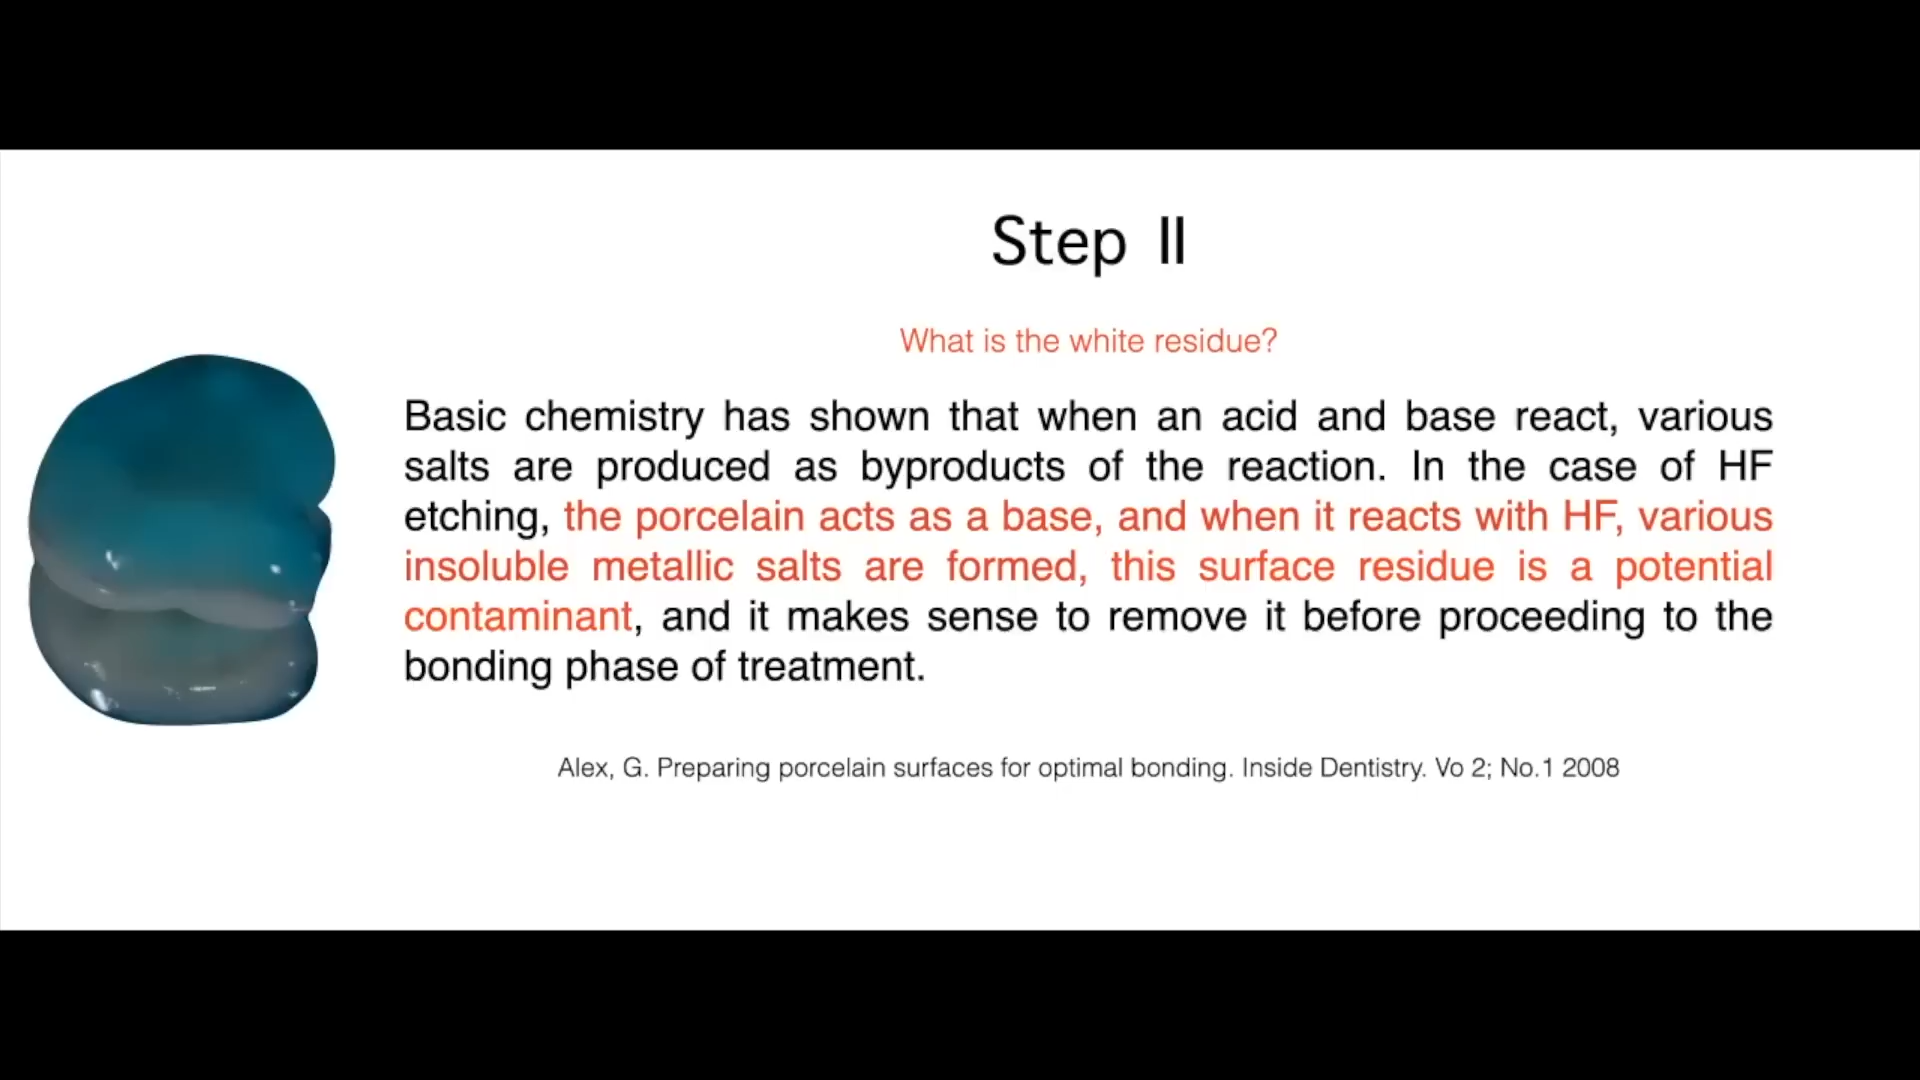 Step II
What is the white residue?
Basic chemistry has shown that when an acid and base react, various
salts are produced as byproducts of the reaction. In the case of HF
etching, the porcelain acts as a base, and when it reacts with HF, various
insoluble metallic salts are formed, this surface residue is a potential
contaminant, and it makes sense to remove it before proceeding to the
bonding phase of treatment.
Alex, G. Preparing porcelain surfaces for optimal bonding. Inside Dentistry. Vo 2; No.1 2008